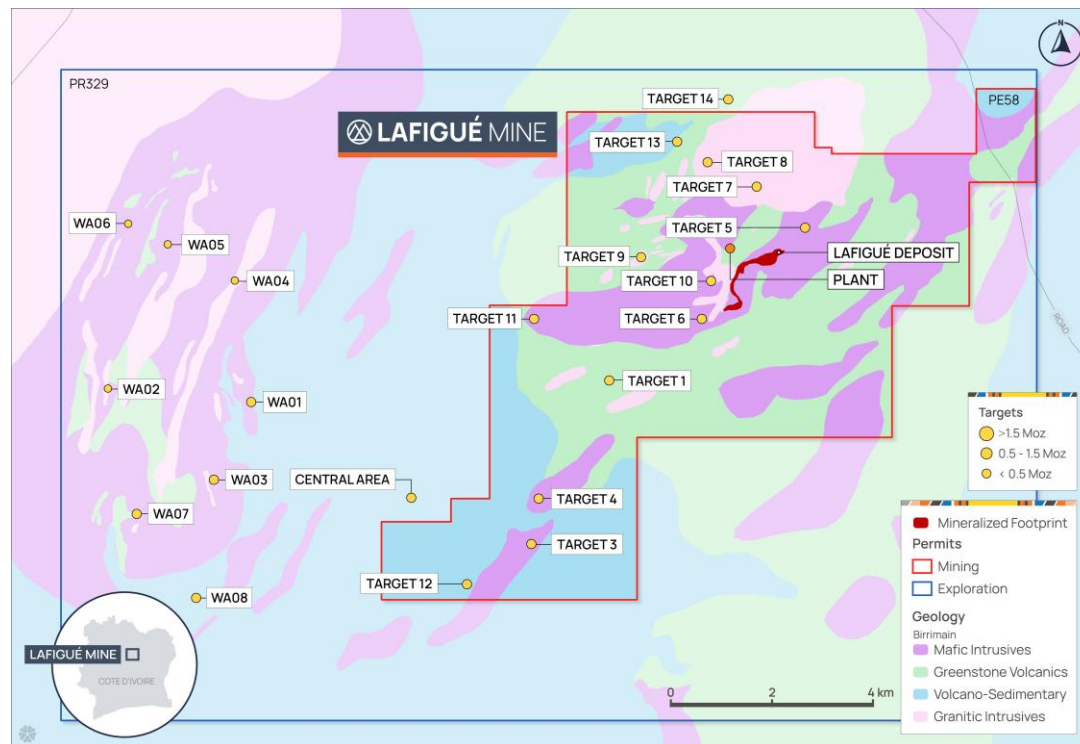 N
PR329
PE58
LAFIGUÉ MINE
TARGET 14
TARGET 13
TARGET 8
TARGET 7
TARGET 5
TARGET 9
LAFIGUÉ DEPOSIT
TARGET 10
PLANT
TARGET 11
TARGET 6
TARGET 1
WA06
WA05
WA04
WA02
WA01
WA03
CENTRAL AREA
WA07
TARGET 4
TARGET 3
TARGET 12
WA08
ROAD
Targets
>1.5 Moz
0.5 - 1.5 Moz
< 0.5 Moz
Mineralized Footprint
Permits
Mining
Exploration
Geology
Birrimain
Mafic Intrusives
Greenstone Volcanics
Volcano-Sedimentary
Granitic Intrusives
LAFIGUÉ MINE
COTE D'IVOIRE
0 2 4 km